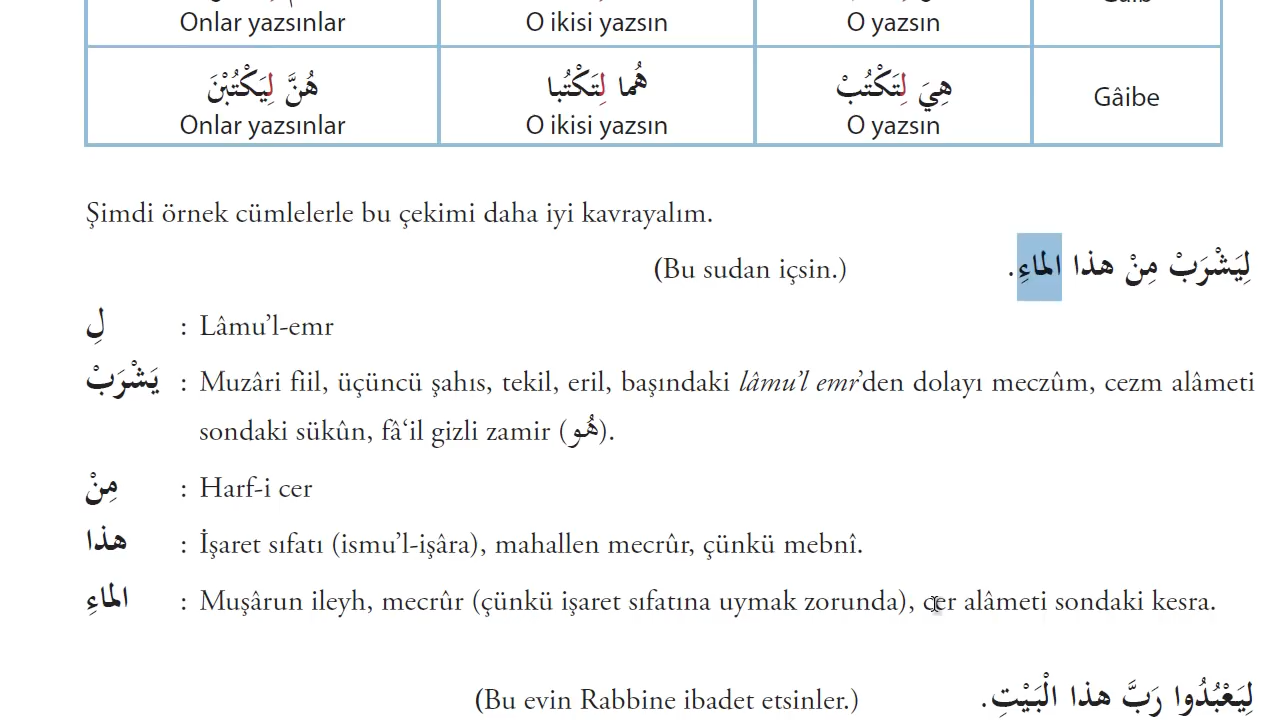 Onlar yazsınlar O ikisi yazsın O yazsın
هُنَّ لِيَكْتُبْنَ هُما لِتَكْتُبا هِيَ لِتَكْتُبْ Gâibe
Onlar yazsınlar O ikisi yazsın O yazsın
Şimdi örnek cümlelerle bu çekimi daha iyi kavrayalım.
(Bu sudan içsin.) لِيَشْرَبْ مِنْ هذا الماءِ.
لِ : Lâmu’l-emr
يَشْرَبْ : Muzâri fiil, üçüncü şahıs, tekil, eril, başındaki lâmu’l emr’den dolayı meczûm, cezm alâmeti
sondaki sükûn, fâ‘il gizli zamir (هُو).
مِنْ : Harf-i cer
هذا : İşaret sıfatı (ismu’l-işâra), mahallen mecrûr, çünkü mebnî.
الماءِ : Muşârun ileyh, mecrûr (çünkü işaret sıfatına uymak zorunda), cer alâmeti sondaki kesra.
(Bu evin Rabbine ibadet etsinler.) لِيَعْبُدُوا رَبَّ هذا الْبَيْتِ.